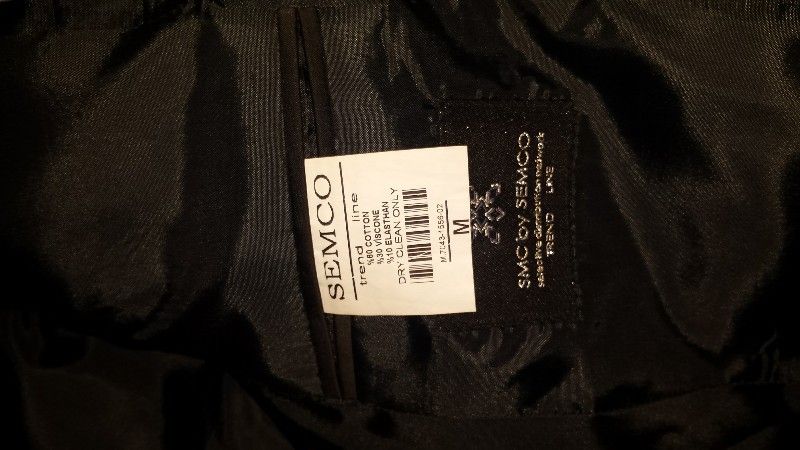 SEMCO
trend line
%60 COTTON
%30 VISCONE
%10 ELASTHAN
DRY CLEAN ONLY
M
SMC by SEMCO
TREND LINE